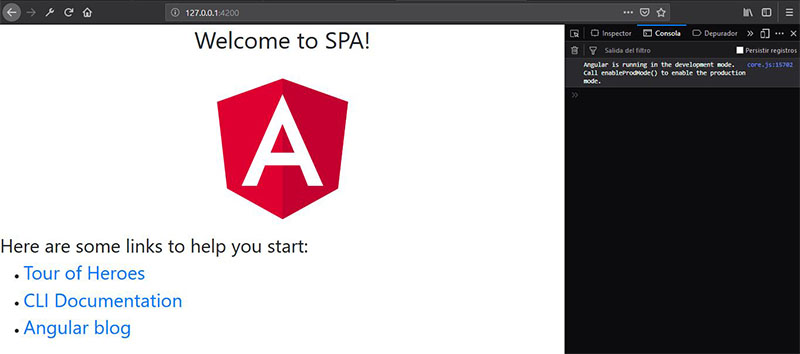 127.0.0.1:4200
Welcome to SPA!
A
Here are some links to help you start:
Tour of Heroes
CLI Documentation
Angular blog
Inspector Consola Depurador
Salida del filtro Persistir registros
Angular is running in the development mode. core.js:15702
Call enableProdMode() to enable the production
mode.